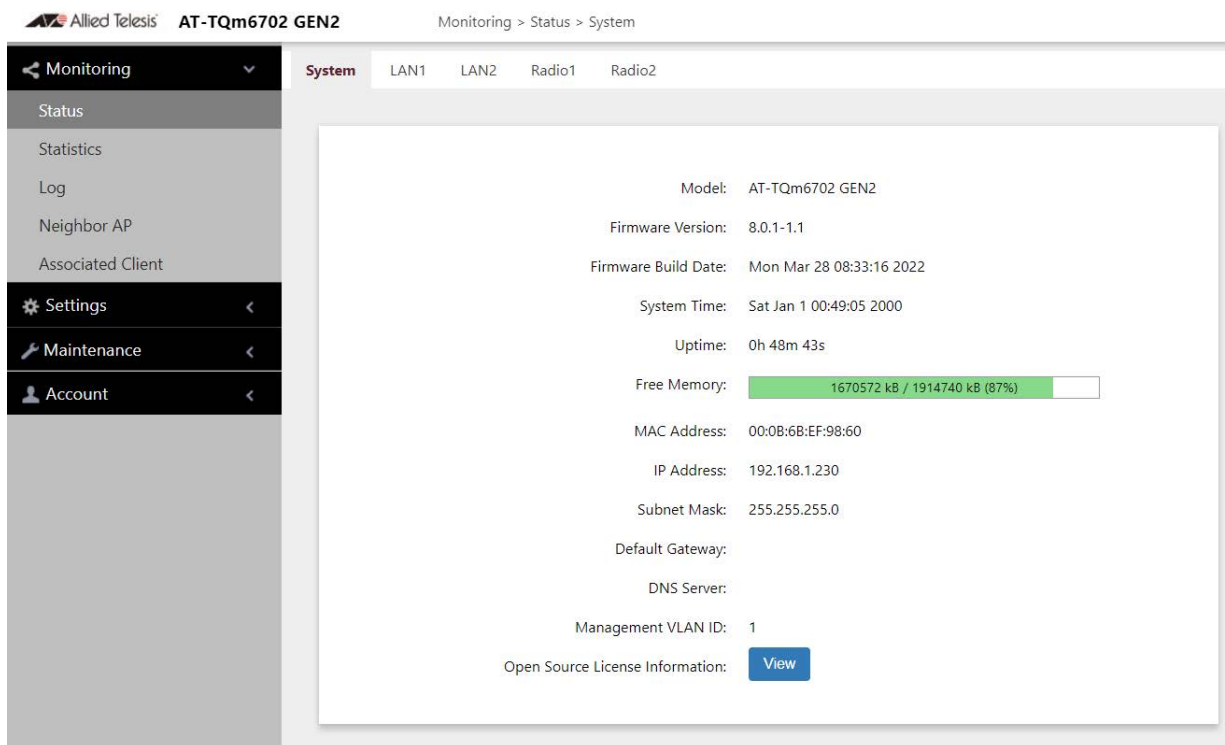 Allied Telesis AT-TQm6702 GEN2 Monitoring > Status > System
Monitoring
Status
Statistics
Log
Neighbor AP
Associated Client
Settings
Maintenance
Account
System LAN1 LAN2 Radio1 Radio2
Model: AT-TQm6702 GEN2
Firmware Version: 8.0.1-1.1
Firmware Build Date: Mon Mar 28 08:33:16 2022
System Time: Sat Jan 1 00:49:05 2000
Uptime: 0h 48m 43s
Free Memory: 1670572 kB / 1914740 kB (87%)
MAC Address: 00:0B:6B:EF:98:60
IP Address: 192.168.1.230
Subnet Mask: 255.255.255.0
Default Gateway:
DNS Server:
Management VLAN ID: 1
Open Source License Information: View